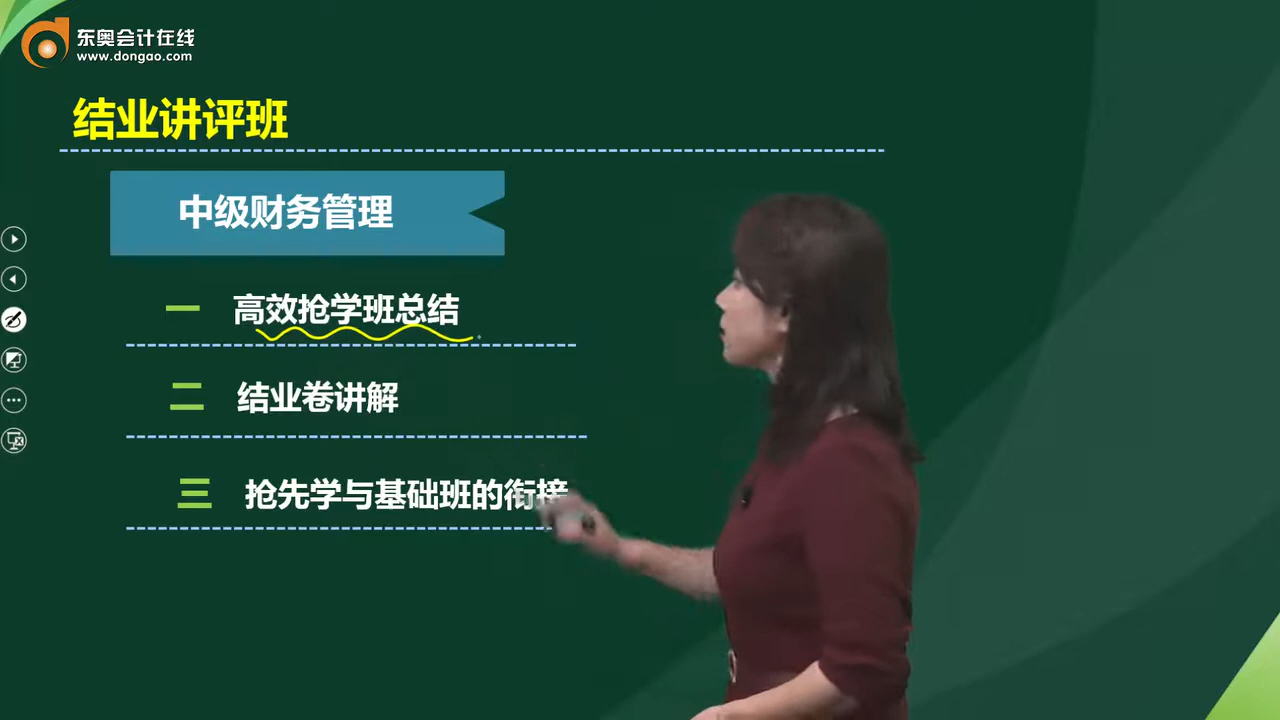 东奥会计在线
www.dongao.com
结业讲评班
中级财务管理
一 高效抢学班总结
二 结业卷讲解
三 抢先学与基础班的衔接